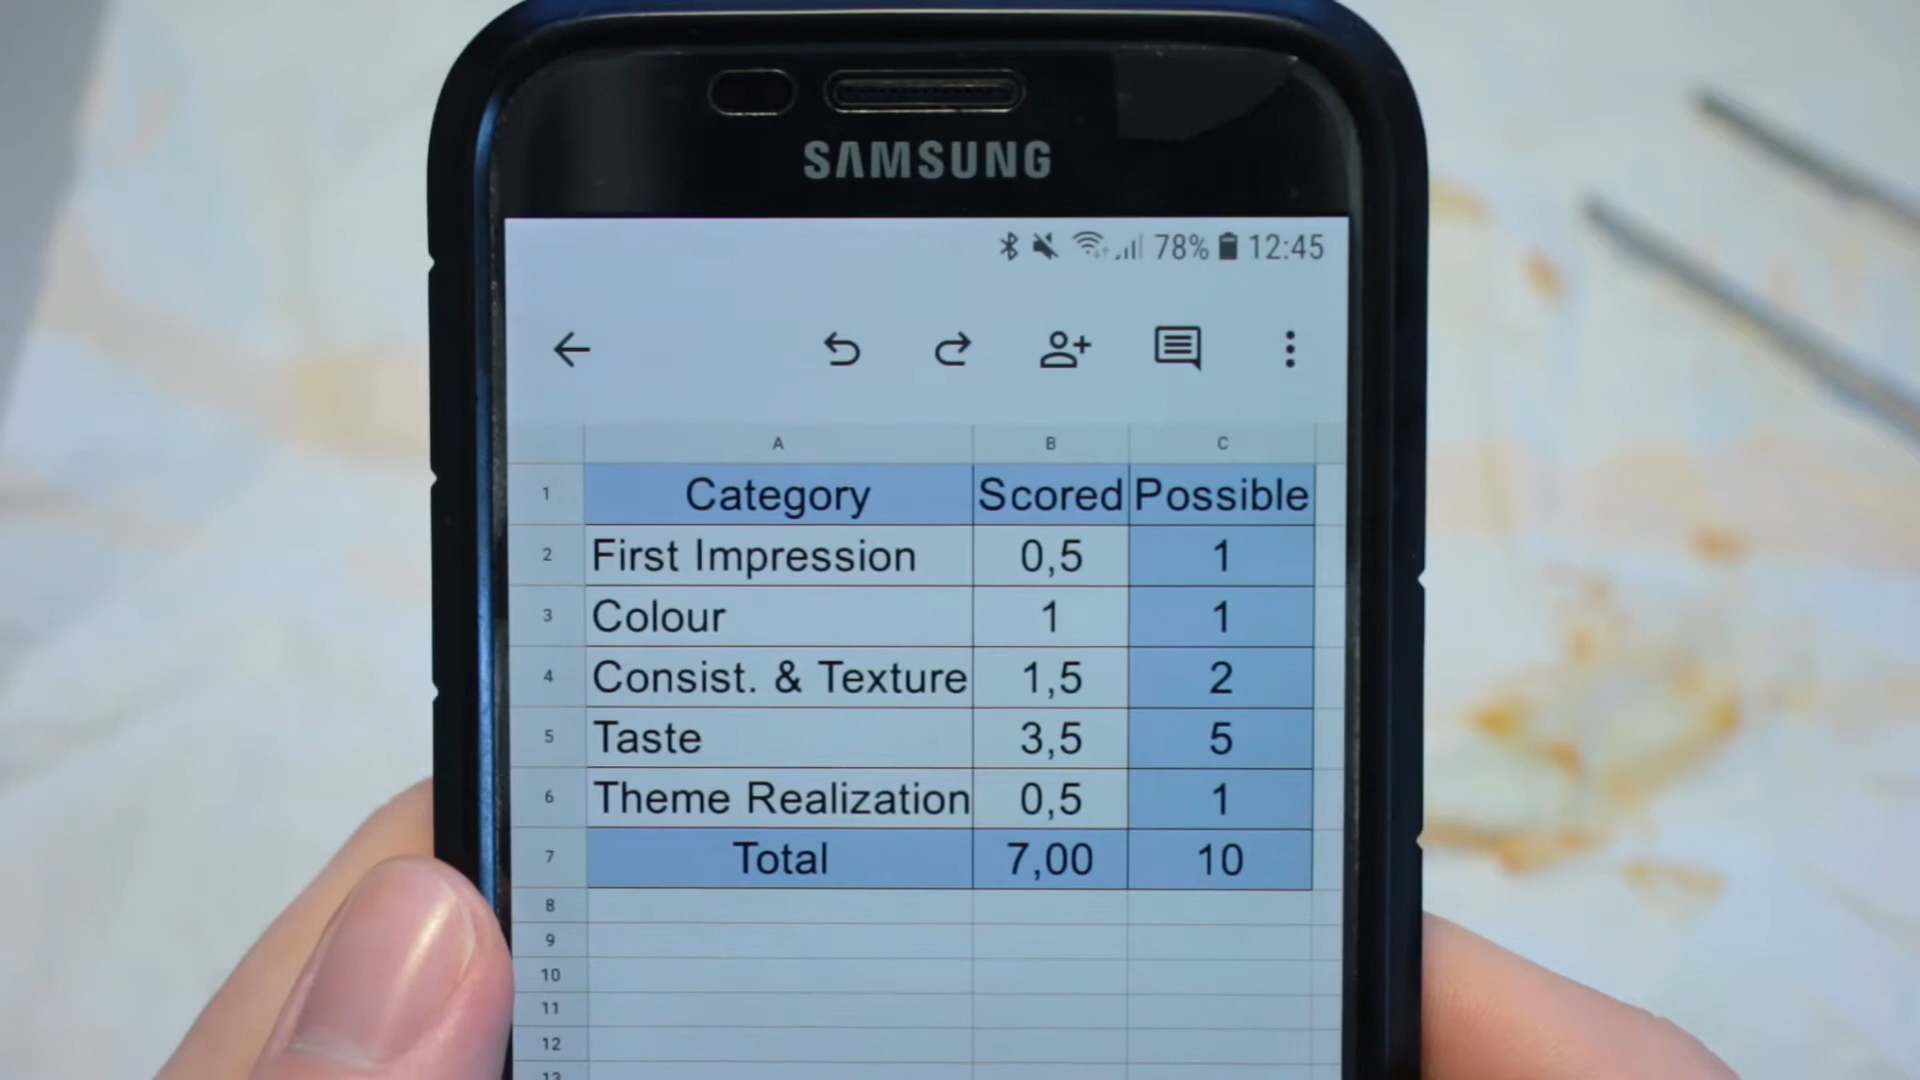 SAMSUNG
78% 12:45
A B C
1 Category Scored Possible
2 First Impression 0,5 1
3 Colour 1 1
4 Consist. & Texture 1,5 2
5 Taste 3,5 5
6 Theme Realization 0,5 1
7 Total 7,00 10
8
9
10
11
12
13